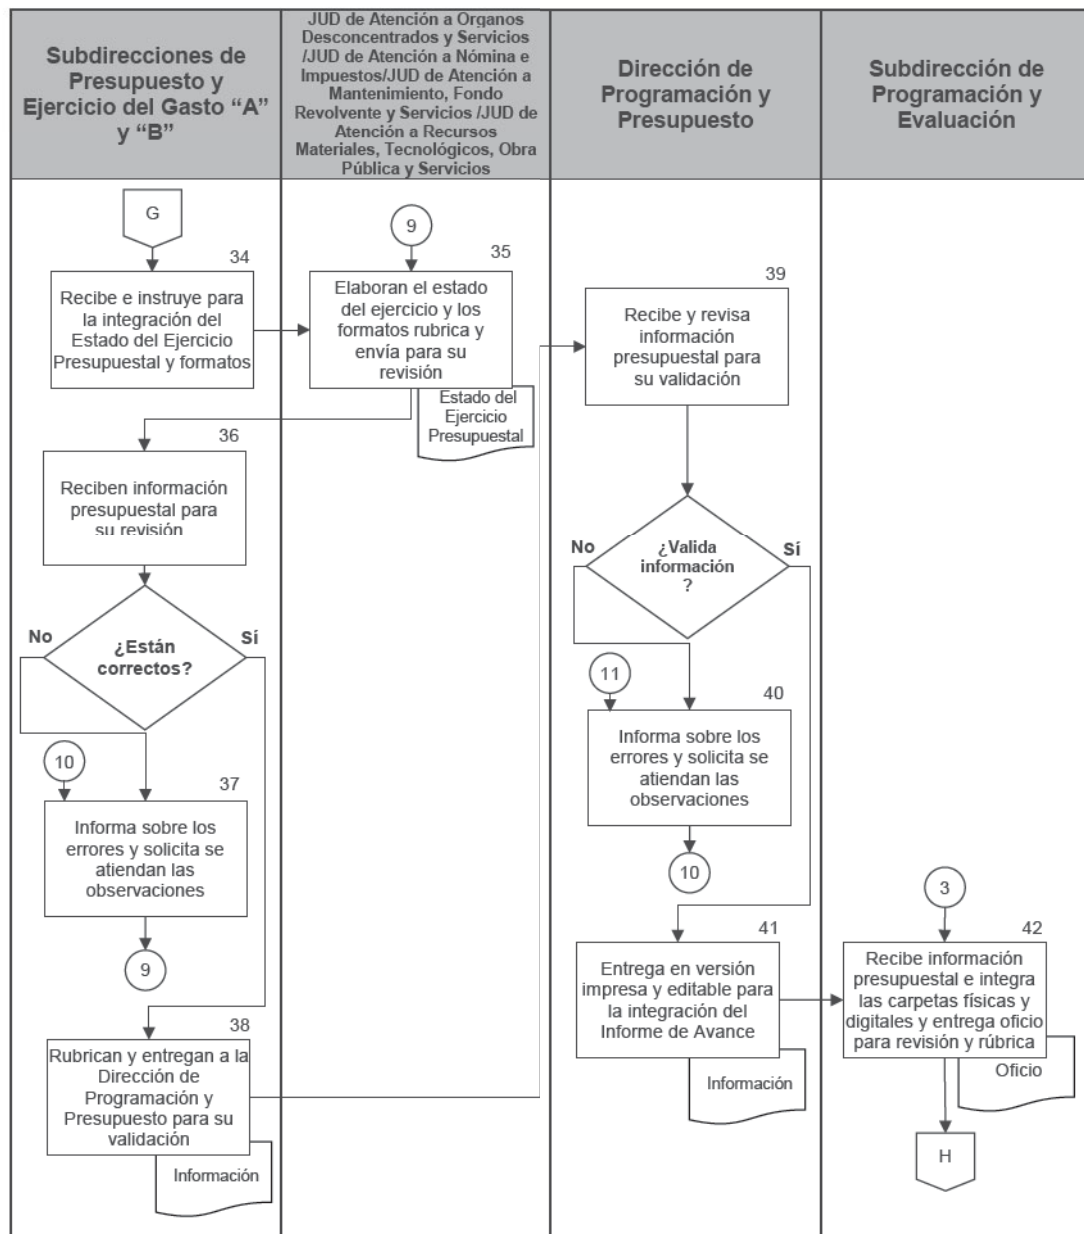 Subdirecciones de
Presupuesto y
Ejercicio del Gasto “A”
y “B”
JUD de Atención a Organos
Desconcentrados y Servicios
/JUD de Atención a Nómina e
Impuestos/JUD de Atención a
Mantenimiento, Fondo
Revolvente y Servicios /JUD de
Atención a Recursos
Materiales, Tecnológicos, Obra
Pública y Servicios
Dirección de
Programación y
Presupuesto
Subdirección de
Programación y
Evaluación
G
34
Recibe e instruye para
la integración del
Estado del Ejercicio
Presupuestal y formatos
9
35
Elaboran el estado
del ejercicio y los
formatos rubrica y
envía para su
revisión
Estado del
Ejercicio
Presupuestal
36
Reciben información
presupuestal para
su revisión
No
¿Están
correctos?
Sí
10
37
Informa sobre los
errores y solicita se
atiendan las
observaciones
9
38
Rubrican y entregan a la
Dirección de
Programación y
Presupuesto para su
validación
Información
39
Recibe y revisa
información
presupuestal para
su validación
No
¿Valida
información
?
Sí
11
40
Informa sobre los
errores y solicita se
atiendan las
observaciones
10
41
Entrega en versión
impresa y editable para
la integración del
Informe de Avance
Información
3
42
Recibe información
presupuestal e integra
las carpetas físicas y
digitales y entrega oficio
para revisión y rúbrica
Oficio
H